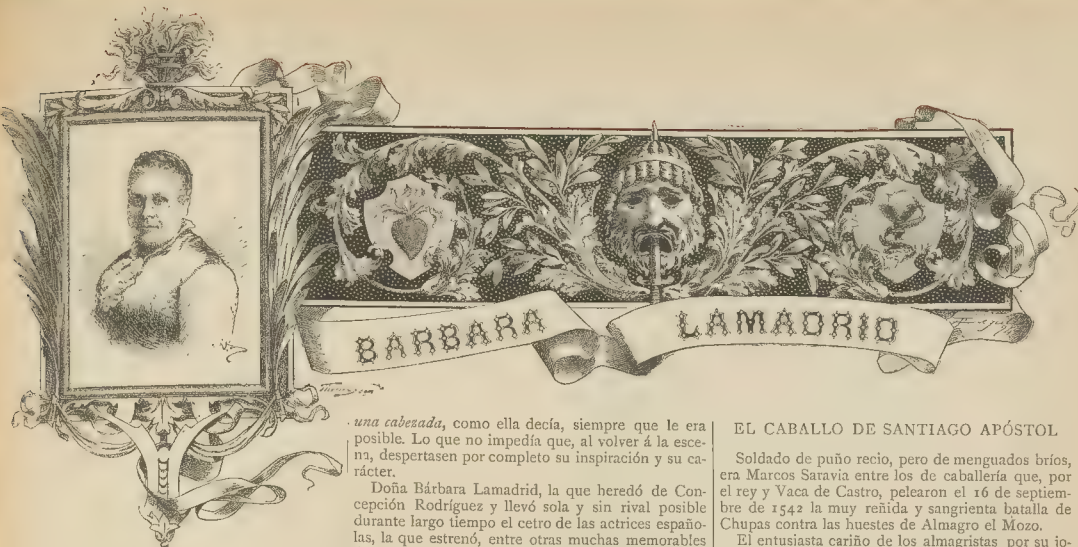 BÁRBARA LAMADRID
una cabezada, como ella decía, siempre que le era
posible. Lo que no impedía que, al volver á la esce-
na, despertasen por completo su inspiración y su ca-
rácter.
Doña Bárbara Lamadrid, la que heredó de Con-
cepción Rodríguez y llevó sola y sin rival posible
durante largo tiempo el cetro de las actrices españo-
las, la que estrenó, entre otras muchas memorables
EL CABALLO DE SANTIAGO APÓSTOL
Soldado de puño recio, pero de menguados bríos,
era Marcos Saravia entre los de caballería que, por
el rey y Vaca de Castro, pelearon el 16 de septiem-
bre de 1542 la muy reñida y sangrienta batalla de
Chupas contra las huestes de Almagro el Mozo.
El entusiasta cariño de los almagristas por su jo-